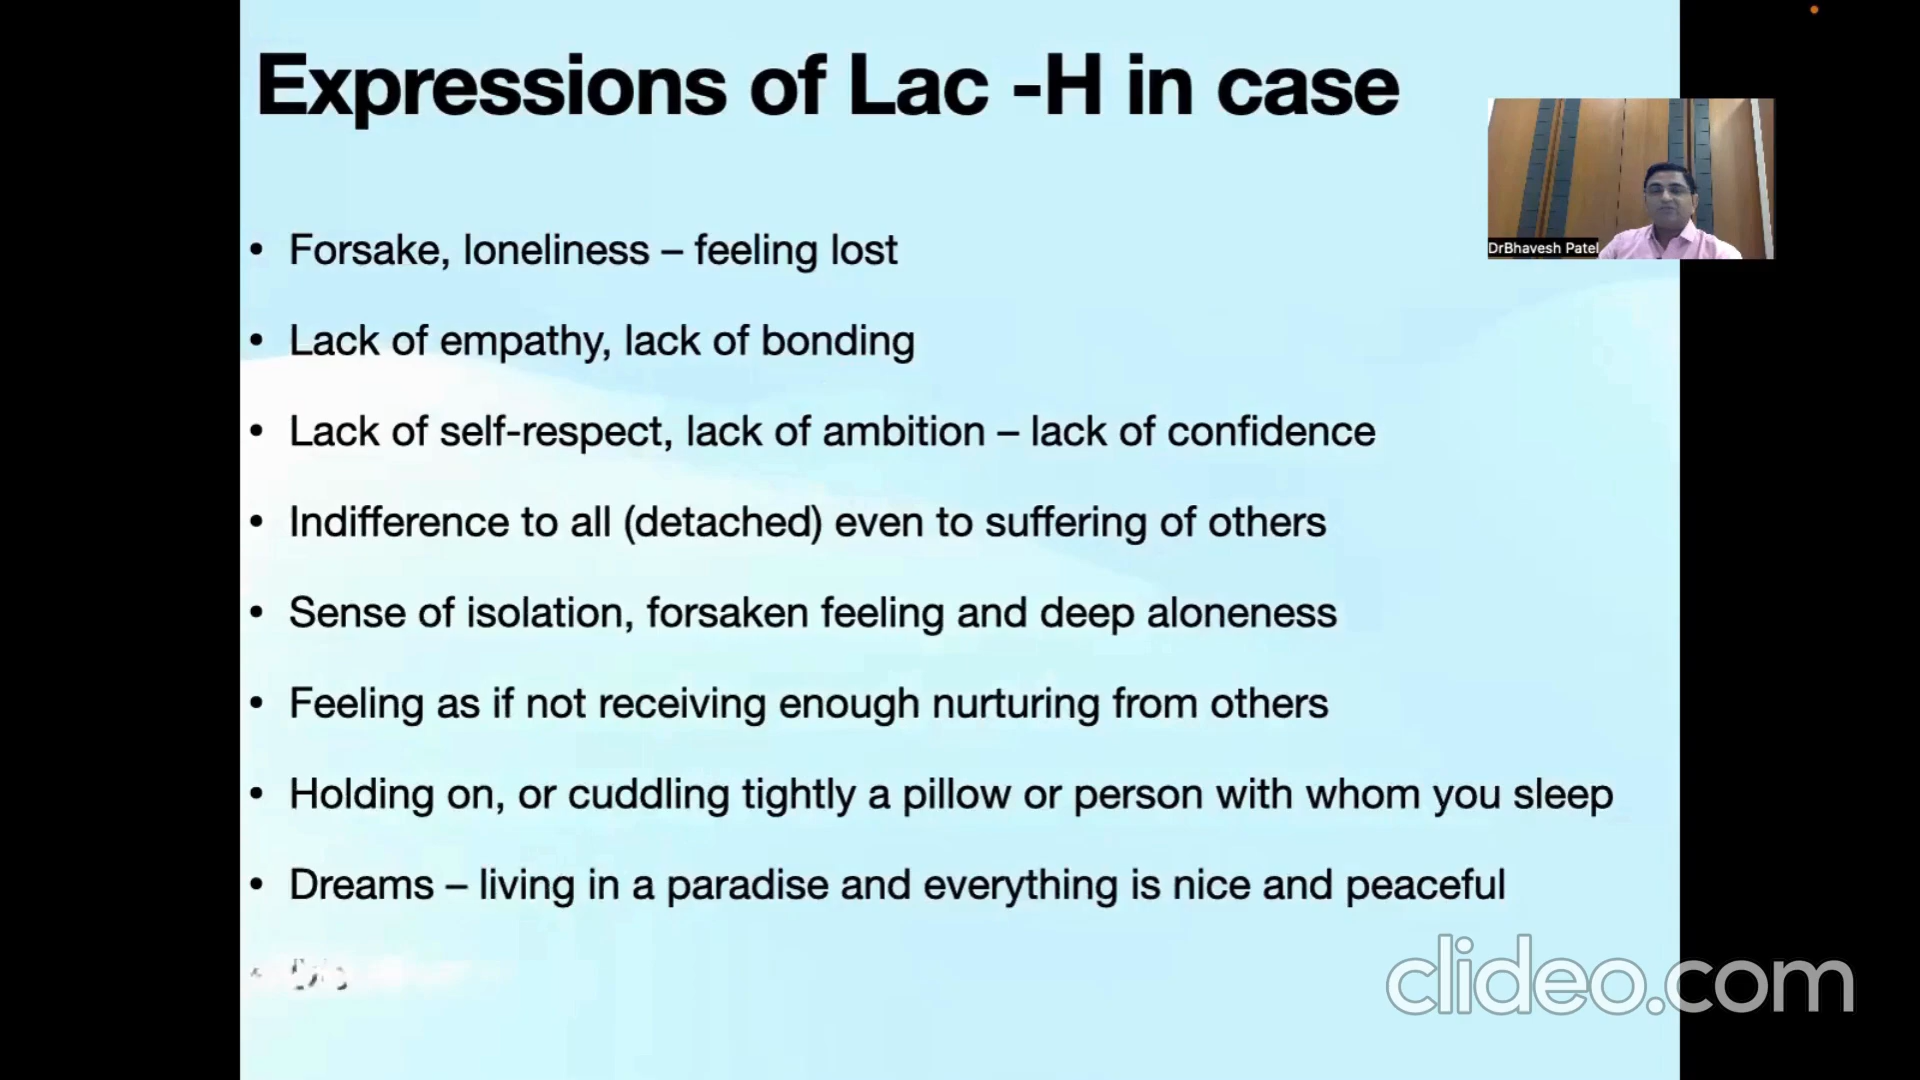 Expressions of Lac -H in case
DrBhavesh Patel
• Forsake, loneliness – feeling lost
• Lack of empathy, lack of bonding
• Lack of self-respect, lack of ambition – lack of confidence
• Indifference to all (detached) even to suffering of others
• Sense of isolation, forsaken feeling and deep aloneness
• Feeling as if not receiving enough nurturing from others
• Holding on, or cuddling tightly a pillow or person with whom you sleep
• Dreams – living in a paradise and everything is nice and peaceful
clideo.com